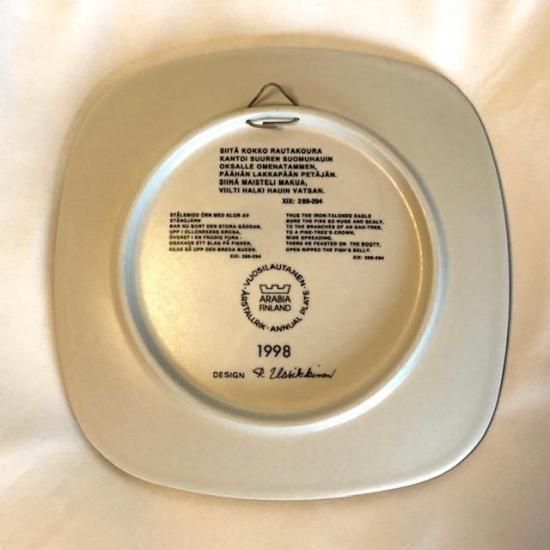 SIITÄ KOKKO RAUTAKOURA
KANTOI SUUREN SUOMUHAUIN
OKSALLE OMENATAMMEN,
PÄÄHÄN LAKKAPÄÄN PETÄJÄN.
SIINÄ MAISTELI MAKUA,
VIILTI HALKI HAUIN VATSAN.
XIX: 289-294
STÅLSMIDD ÖRN MED KLOR AV
STÅNGJÄRN
BAR NU BORT DEN STORA GÄDDAN,
UPP I OLLONEKENS KRONA,
ÖVERST I EN FRODIG FURA
SMAKADE ETT SLAG PÅ FISKEN,
SLET SÅ UPP DEN BREDA BUKEN.
XIX: 289-294
THUS THE IRON-TALONED EAGLE
BORE THE PIKE SO HUGE AND SCALY,
TO THE BRANCHES OF AN OAK-TREE,
TO A PINE-TREE'S CROWN,
WIDE SPREADING.
THERE HE FEASTED ON THE BOOTY,
OPEN RIPPED THE FISH'S BELLY.
XIX: 289-294
VUOSILAUTANEN · ÅRSTALLRIK · ANNUAL PLATE ·
ARABIA
FINLAND
1998
DESIGN